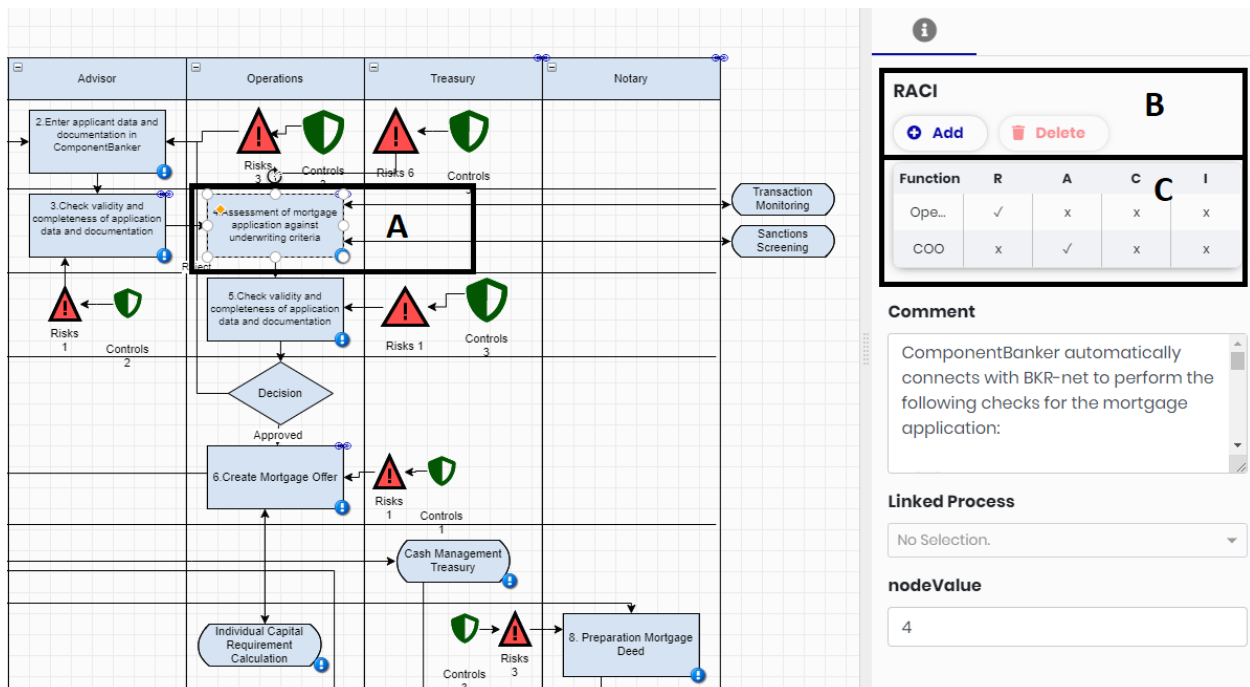 Advisor
Operations
Treasury
Notary
2.Enter applicant data and
documentation in
ComponentBanker
Risks
3
Controls
Risks 6
Controls
3.Check validity and
completeness of application
data and documentation
Assessment of mortgage
application against
underwriting criteria
A
Transaction
Monitoring
Sanctions
Screening
5.Check validity and
completeness of application
data and documentation
Risks
1
Controls
2
Risks 1
Controls
3
Decision
Approved
6.Create Mortgage Offer
Risks
1
Controls
1
Cash Management
Treasury
Individual Capital
Requirement
Calculation
Controls
Risks
3
8. Preparation Mortgage
Deed
RACI
B
Add
Delete
Function R A C I
C
Ope... ✓ x x x
COO x ✓ x x
Comment
ComponentBanker automatically
connects with BKR-net to perform the
following checks for the mortgage
application:
Linked Process
No Selection.
nodeValue
4